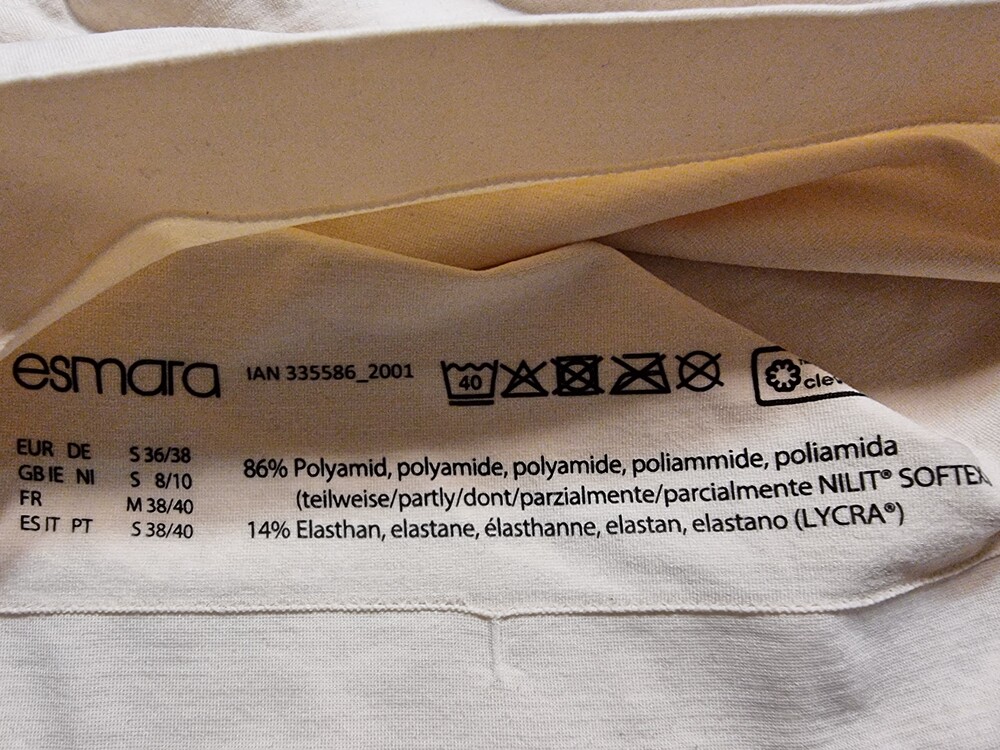 esmara IAN 335586_2001 40
EUR DE S 36/38
GB IE NI S 8/10
FR M 38/40
ES IT PT S 38/40
86% Polyamid, polyamide, polyamide, poliammide, poliamida
(teilweise/partly/dont/parzialmente/parcialmente NILIT®
14% Elasthan, elastane, élasthanne, elastan, elastano (LYCRA®)